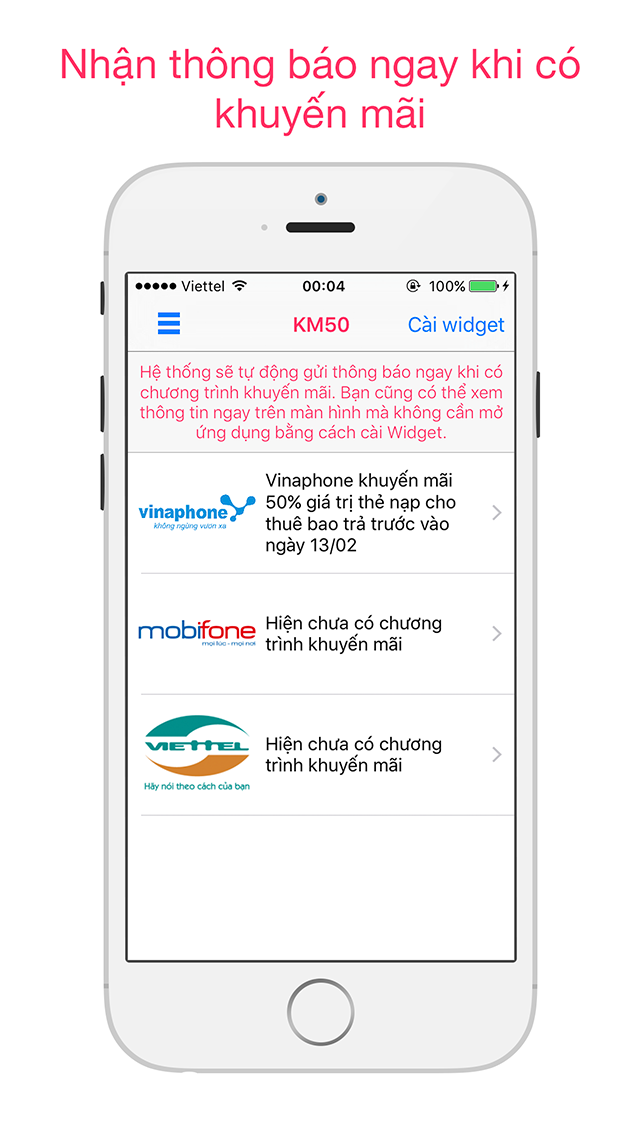 Nhận thông báo ngay khi có
khuyến mãi
Viettel
00:04
100%
KM50
Cài widget
Hệ thống sẽ tự động gửi thông báo ngay khi có
chương trình khuyến mãi. Bạn cũng có thể xem
thông tin ngay trên màn hình mà không cần mở
ứng dụng bằng cách cài Widget.
vinaphone
không ngừng vươn xa
Vinaphone khuyến mãi
50% giá trị thẻ nạp cho
thuê bao trả trước vào
ngày 13/02
mobifone
mọi lúc - mọi nơi
Hiện chưa có chương
trình khuyến mãi
VIETTEL
Hãy nói theo cách của bạn
Hiện chưa có chương
trình khuyến mãi